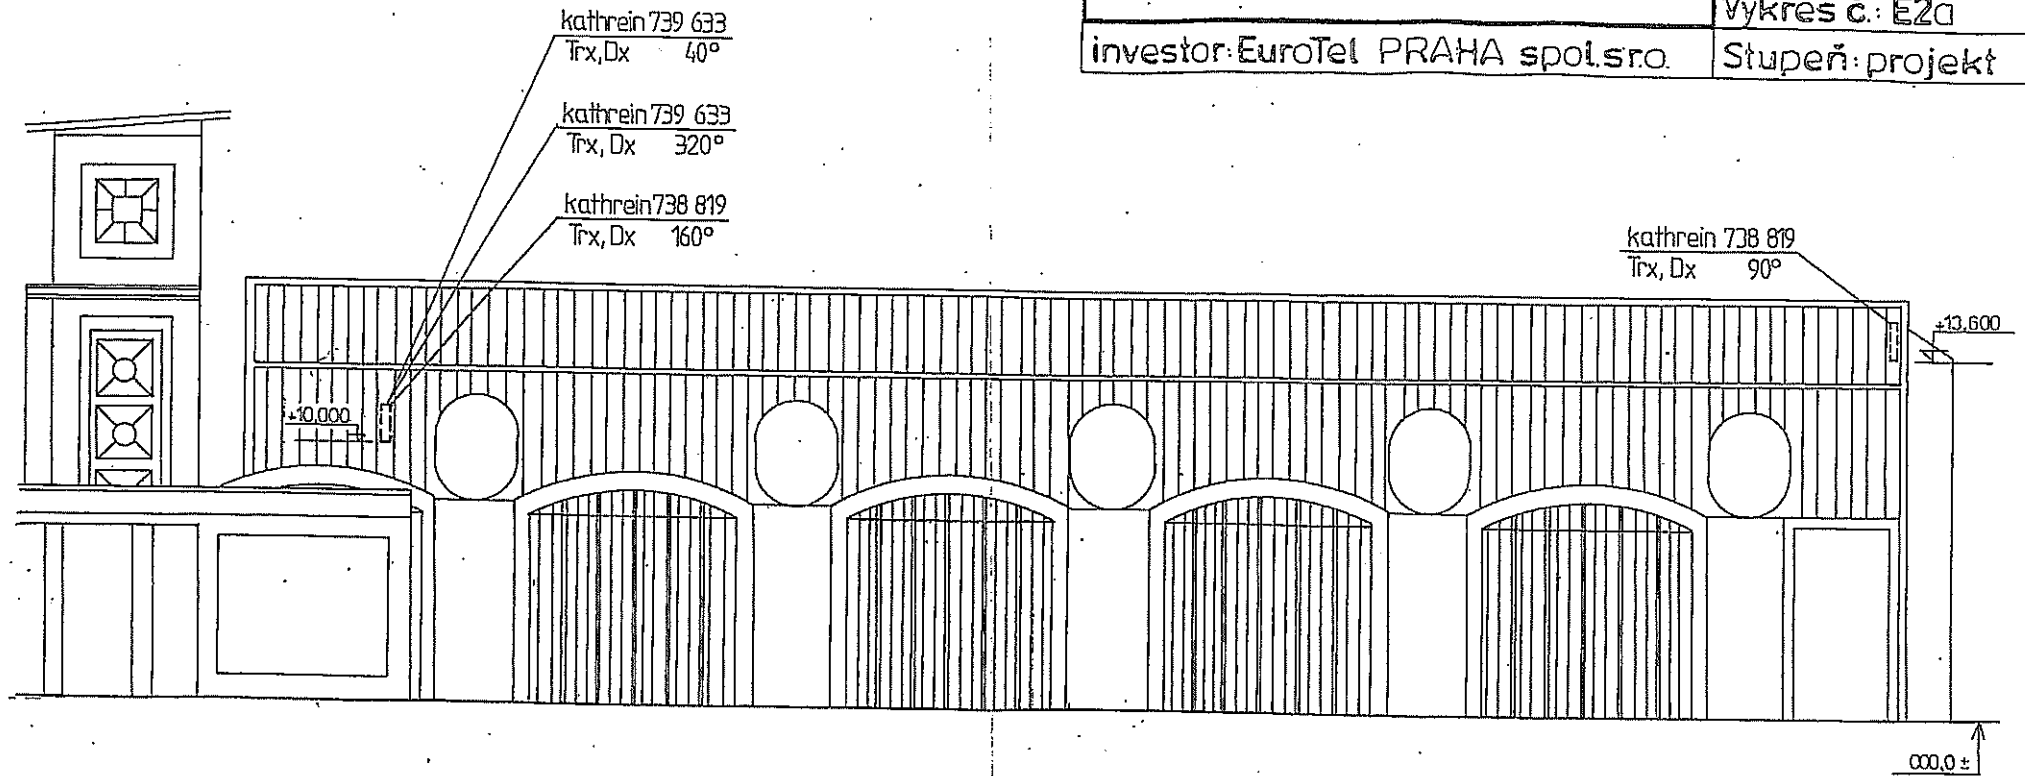 Výkres č.: E2a
investor: EuroTel PRAHA spol.s r.o.
Stupeň: projekt
kathrein 739 633
Trx, Dx 40°
kathrein 739 633
Trx, Dx 320°
kathrein 738 819
Trx, Dx 160°
kathrein 738 819
Trx, Dx 90°
+13,600
+10,000
000,0 ±